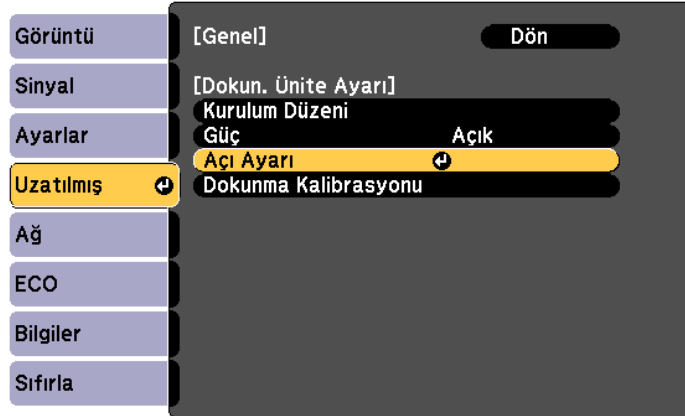 Görüntü
Sinyal
Ayarlar
Uzatılmış
Ağ
ECO
Bilgiler
Sıfırla
[Genel] Dön
[Dokun. Ünite Ayarı]
Kurulum Düzeni
Güç Açık
Açı Ayarı
Dokunma Kalibrasyonu